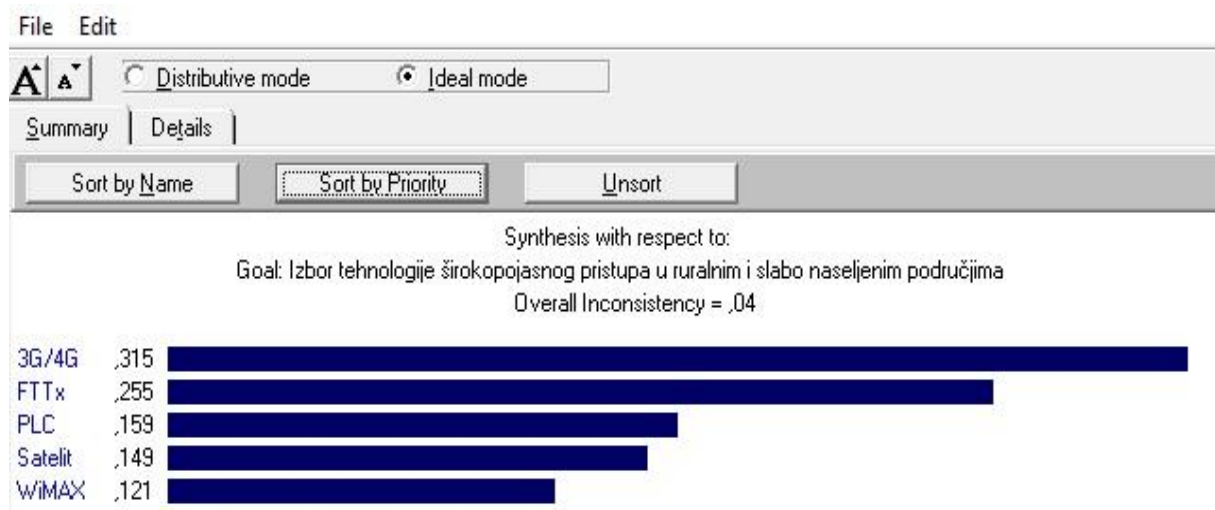 File Edit
A A Distributive mode Ideal mode
Summary Details
Sort by Name Sort by Priority Unsort
Synthesis with respect to:
Goal: Izbor tehnologije širokopojasnog pristupa u ruralnim i slabo naseljenim područjima
Overall Inconsistency = ,04
3G/4G ,315
FTTx ,255
PLC ,159
Satelit ,149
WiMAX ,121